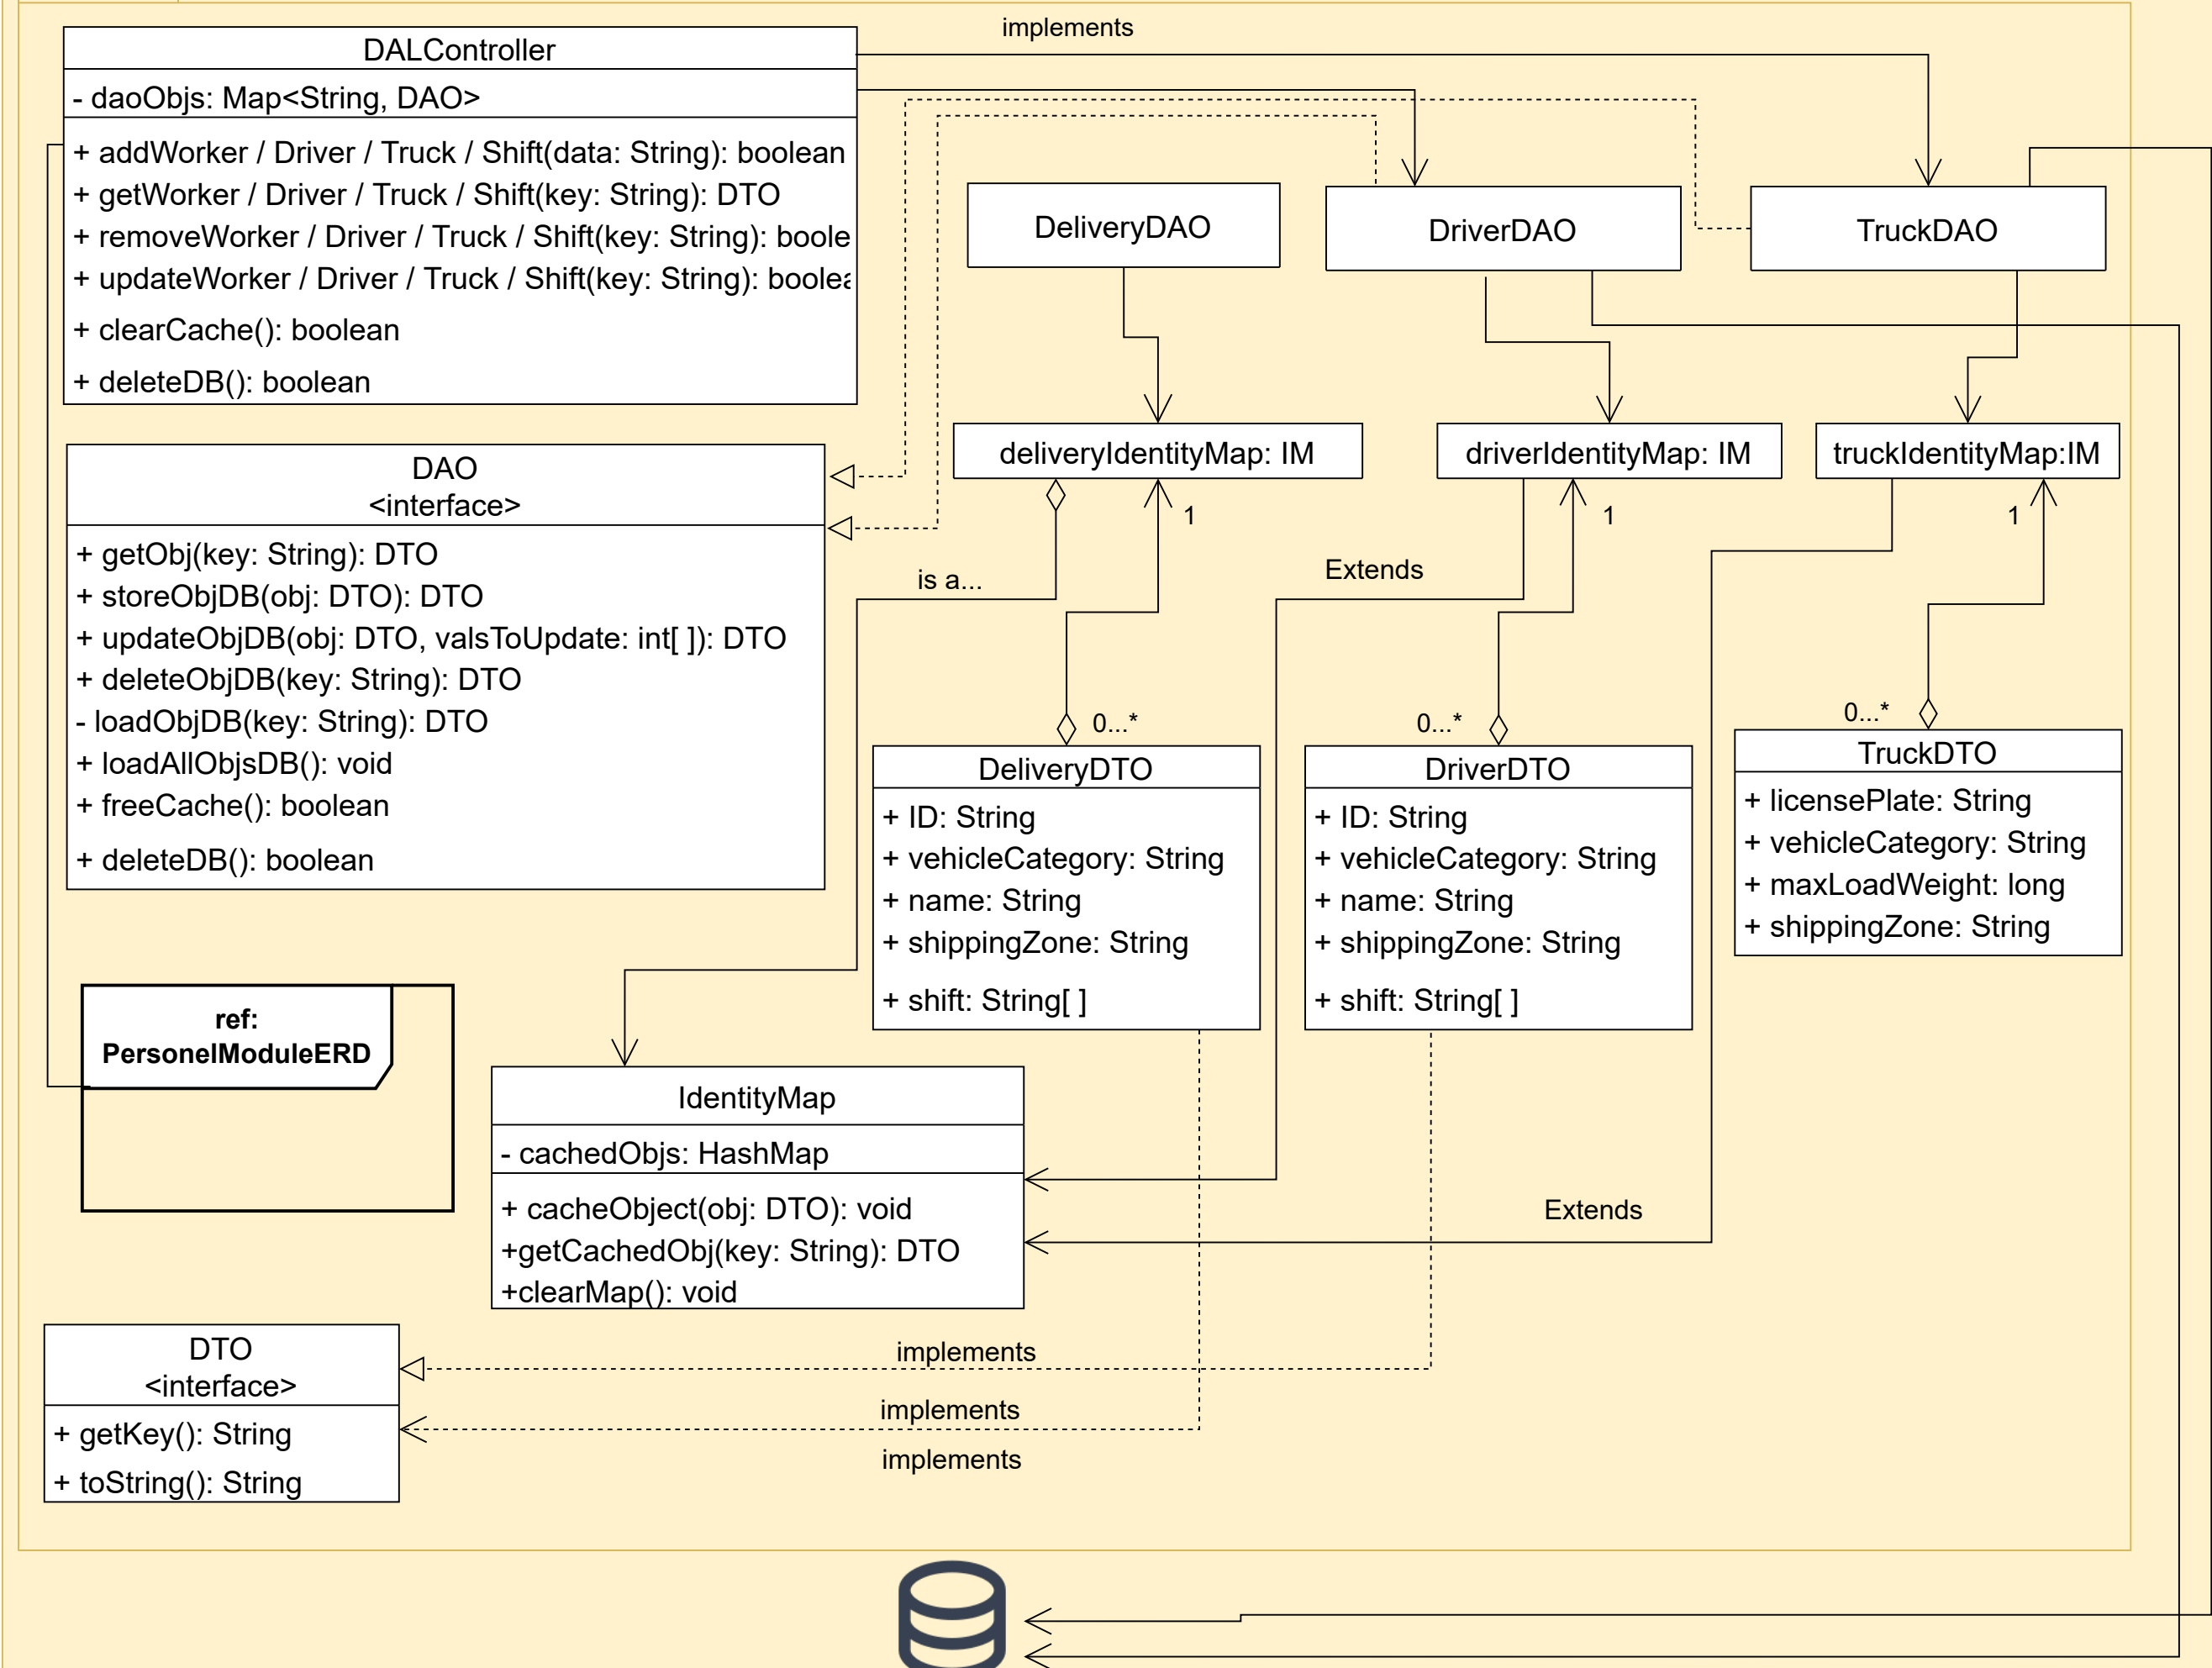 implements
DALController
- daoObjs: Map<String, DAO>
+ addWorker / Driver / Truck / Shift(data: String): boolean
+ getWorker / Driver / Truck / Shift(key: String): DTO
+ removeWorker / Driver / Truck / Shift(key: String): boole
+ updateWorker / Driver / Truck / Shift(key: String): boolea
+ clearCache(): boolean
+ deleteDB(): boolean
DeliveryDAO
DriverDAO
TruckDAO
deliveryIdentityMap: IM
driverIdentityMap: IM
truckIdentityMap:IM
DAO
<interface>
+ getObj(key: String): DTO
+ storeObjDB(obj: DTO): DTO
+ updateObjDB(obj: DTO, valsToUpdate: int[ ]): DTO
+ deleteObjDB(key: String): DTO
- loadObjDB(key: String): DTO
+ loadAllObjsDB(): void
+ freeCache(): boolean
+ deleteDB(): boolean
1
1
1
is a...
Extends
0...*
0...*
0...*
DeliveryDTO
+ ID: String
+ vehicleCategory: String
+ name: String
+ shippingZone: String
+ shift: String[ ]
DriverDTO
+ ID: String
+ vehicleCategory: String
+ name: String
+ shippingZone: String
+ shift: String[ ]
TruckDTO
+ licensePlate: String
+ vehicleCategory: String
+ maxLoadWeight: long
+ shippingZone: String
ref:
PersonelModuleERD
IdentityMap
- cachedObjs: HashMap
+ cacheObject(obj: DTO): void
+getCachedObj(key: String): DTO
+clearMap(): void
Extends
DTO
<interface>
+ getKey(): String
+ toString(): String
implements
implements
implements